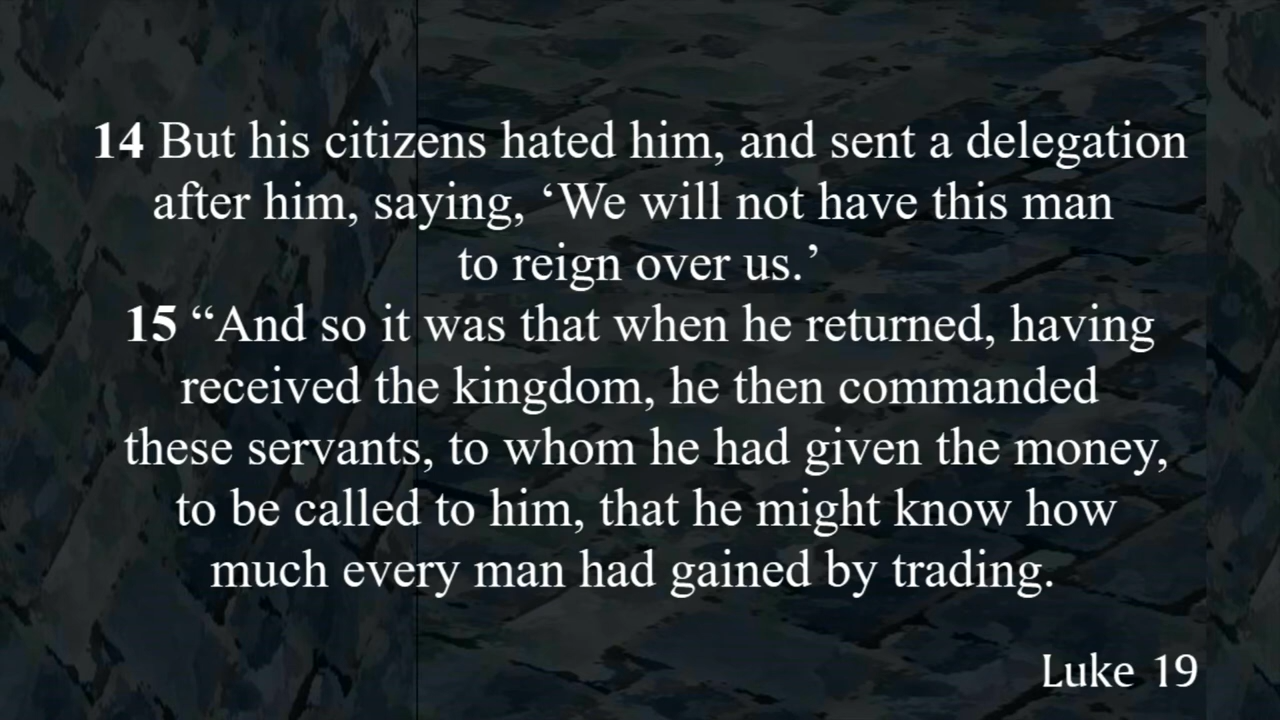 14 But his citizens hated him, and sent a delegation
after him, saying, ‘We will not have this man
to reign over us.’
15 “And so it was that when he returned, having
received the kingdom, he then commanded
these servants, to whom he had given the money,
to be called to him, that he might know how
much every man had gained by trading.
Luke 19